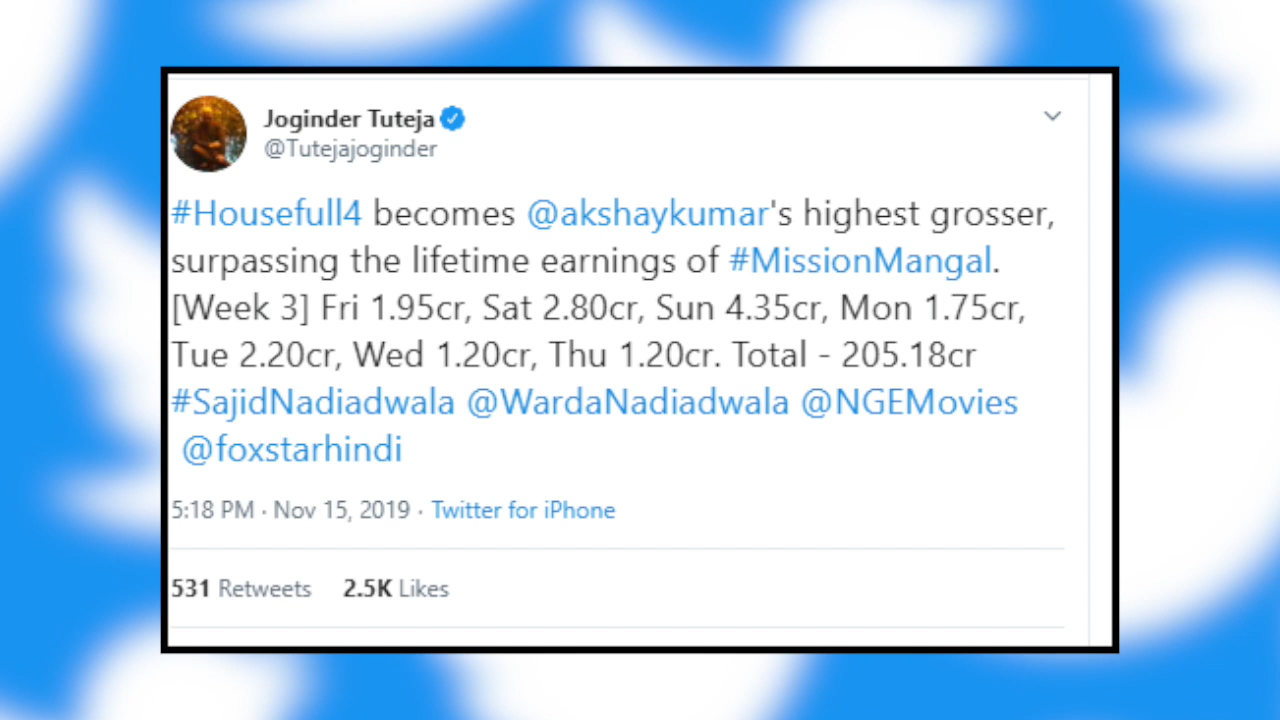 Joginder Tuteja
@Tutejajoginder
#Housefull4 becomes @akshaykumar's highest grosser,
surpassing the lifetime earnings of #MissionMangal.
[Week 3] Fri 1.95cr, Sat 2.80cr, Sun 4.35cr, Mon 1.75cr,
Tue 2.20cr, Wed 1.20cr, Thu 1.20cr. Total - 205.18cr
#SajidNadiadwala @WardaNadiadwala @NGEMovies
@foxstarhindi
5:18 PM · Nov 15, 2019 · Twitter for iPhone
531 Retweets 2.5K Likes